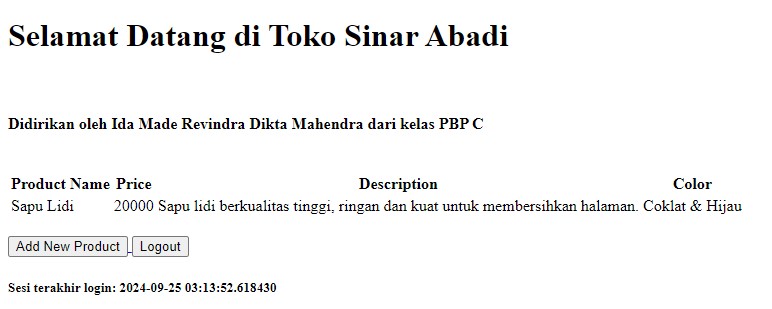 Selamat Datang di Toko Sinar Abadi
Didirikan oleh Ida Made Revindra Dikta Mahendra dari kelas PBP C
Product Name Price Description Color
Sapu Lidi 20000 Sapu lidi berkualitas tinggi, ringan dan kuat untuk membersihkan halaman. Coklat & Hijau
Add New Product Logout
Sesi terakhir login: 2024-09-25 03:13:52.618430